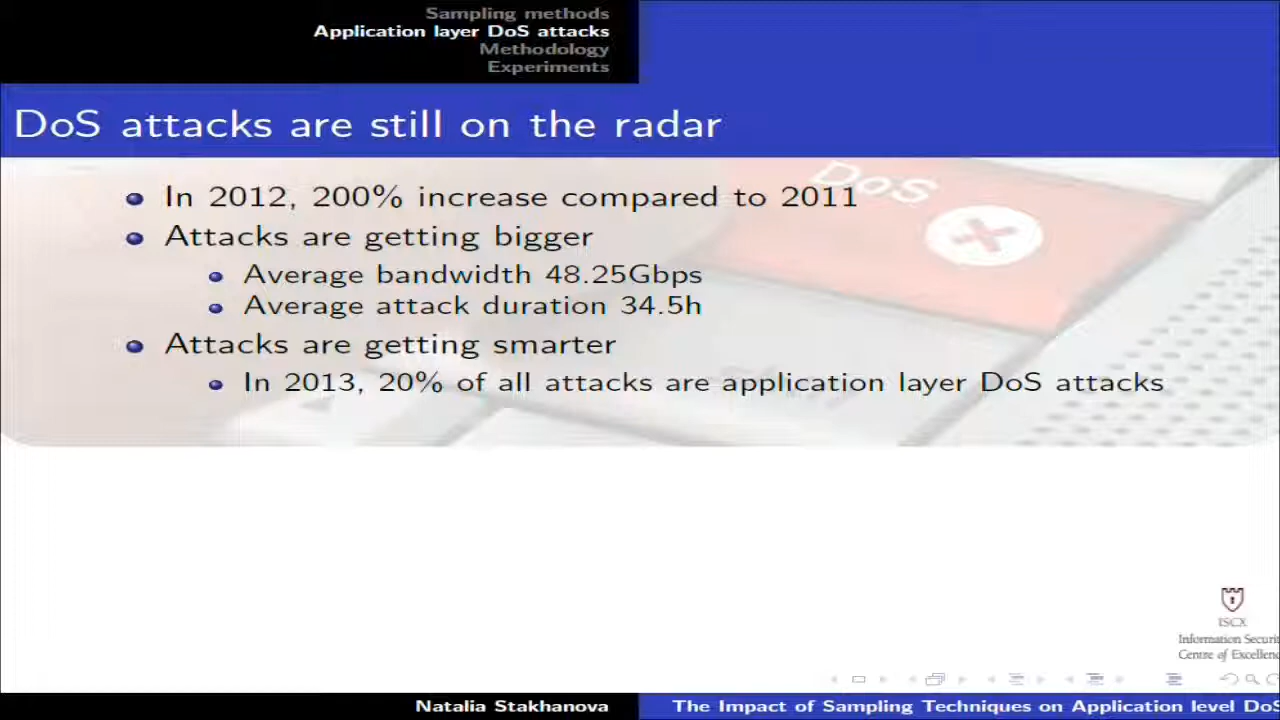 Sampling methods
Application layer DoS attacks
Methodology
Experiments
DoS attacks are still on the radar
DoS
In 2012, 200% increase compared to 2011
Attacks are getting bigger
Average bandwidth 48.25Gbps
Average attack duration 34.5h
Attacks are getting smarter
In 2013, 20% of all attacks are application layer DoS attacks
ISCX
Information Securit
Centre of Excellenc
Natalia Stakhanova
The Impact of Sampling Techniques on Application level DoS